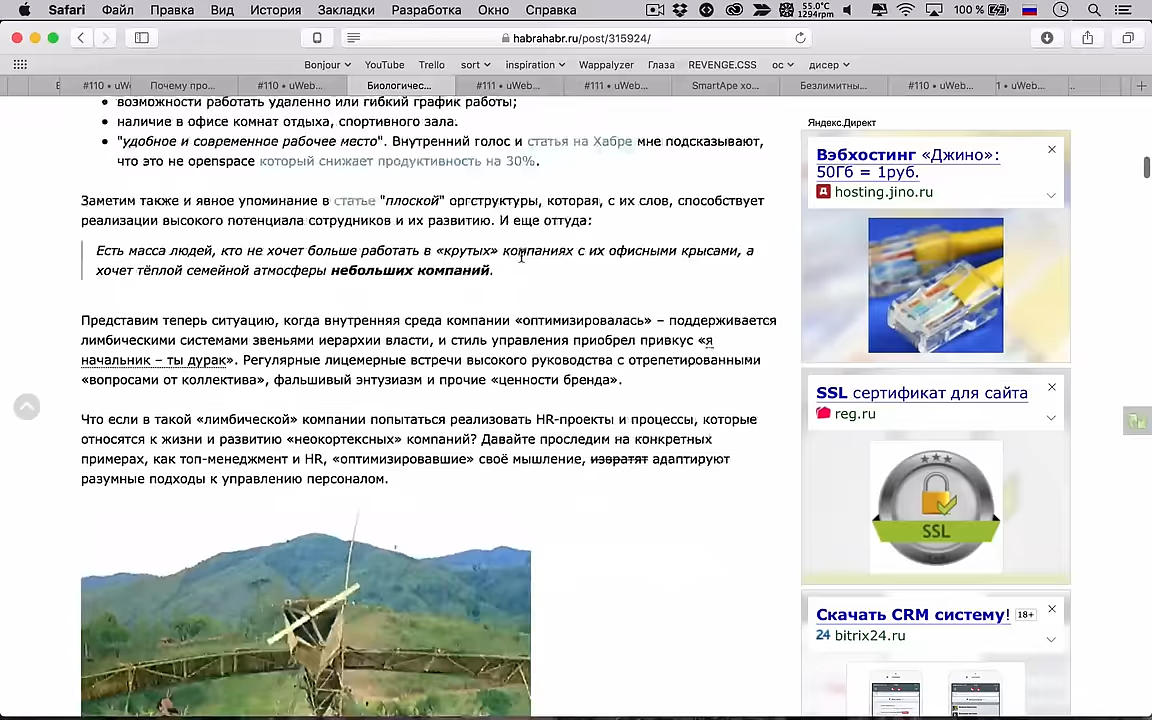 Safari Файл Правка Вид История Закладки Разработка Окно Справка 55.0°C 1294rpm 100 %
habrahabr.ru/post/315924/
Bonjour YouTube Trello sort inspiration Wappalyzer Глаза REVENGE.CSS ос дисер
#110 – uWe... Почему про... #110 – uWeb... Биологичес... #111 – uWeb... #111 – uWeb... SmartApe хо... Безлимитны... #110 – uWeb... 1 – uWeb...
возможности работать удаленно или гибкий график работы;
наличие в офисе комнат отдыха, спортивного зала.
"удобное и современное рабочее место". Внутренний голос и статья на Хабре мне подсказывают,
что это не openspace который снижает продуктивность на 30%.
Заметим также и явное упоминание в статье "плоской" оргструктуры, которая, с их слов, способствует
реализации высокого потенциала сотрудников и их развитию. И еще оттуда:
Есть масса людей, кто не хочет больше работать в «крутых» компаниях с их офисными крысами, а
хочет тёплой семейной атмосферы небольших компаний.
Представим теперь ситуацию, когда внутренняя среда компании «оптимизировалась» – поддерживается
лимбическими системами звеньями иерархии власти, и стиль управления приобрел привкус «я
начальник – ты дурак». Регулярные лицемерные встречи высокого руководства с отрепетированными
«вопросами от коллектива», фальшивый энтузиазм и прочие «ценности бренда».
Что если в такой «лимбической» компании попытаться реализовать HR-проекты и процессы, которые
относятся к жизни и развитию «неокортексных» компаний? Давайте проследим на конкретных
примерах, как топ-менеджмент и HR, «оптимизировавшие» своё мышление, извратят адаптируют
разумные подходы к управлению персоналом.
Яндекс.Директ
Вэбхостинг «Джино»:
50Гб = 1руб.
hosting.jino.ru
SSL сертификат для сайта
reg.ru
SSL
Скачать CRM систему! 18+
24 bitrix24.ru